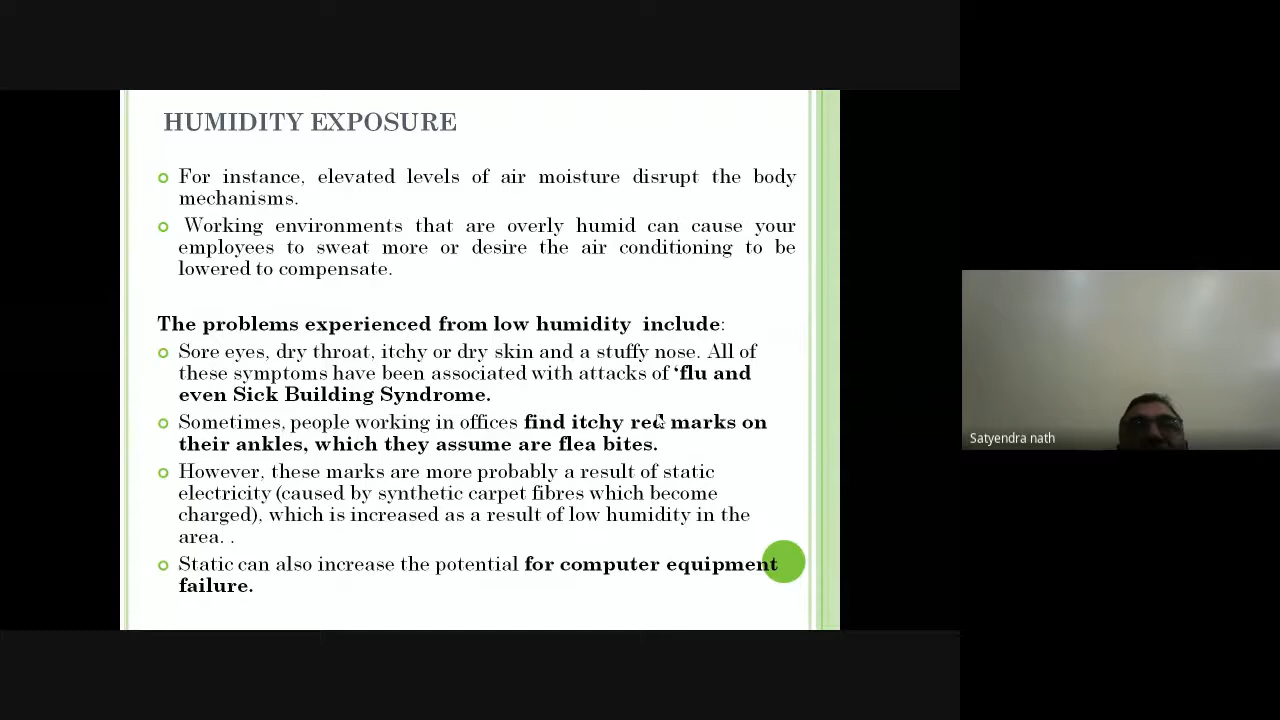 HUMIDITY EXPOSURE
For instance, elevated levels of air moisture disrupt the body
mechanisms.
Working environments that are overly humid can cause your
employees to sweat more or desire the air conditioning to be
lowered to compensate.
The problems experienced from low humidity include:
Sore eyes, dry throat, itchy or dry skin and a stuffy nose. All of
these symptoms have been associated with attacks of ‘flu and
even Sick Building Syndrome.
Sometimes, people working in offices find itchy red marks on
their ankles, which they assume are flea bites.
However, these marks are more probably a result of static
electricity (caused by synthetic carpet fibres which become
charged), which is increased as a result of low humidity in the
area. .
Static can also increase the potential for computer equipment
failure.
Satyendra nath